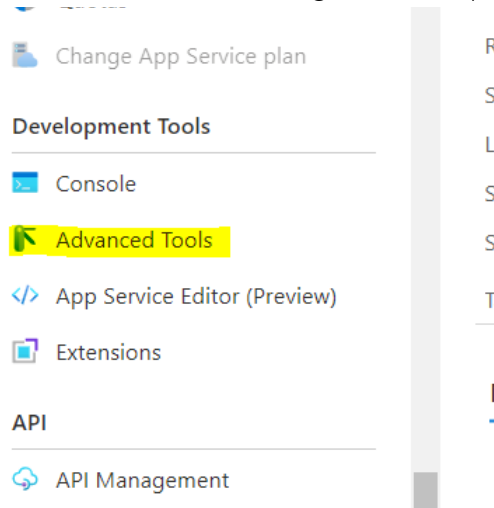 Change App Service plan
Development Tools
Console
Advanced Tools
App Service Editor (Preview)
Extensions
API
API Management
R
S
L
S
S
T